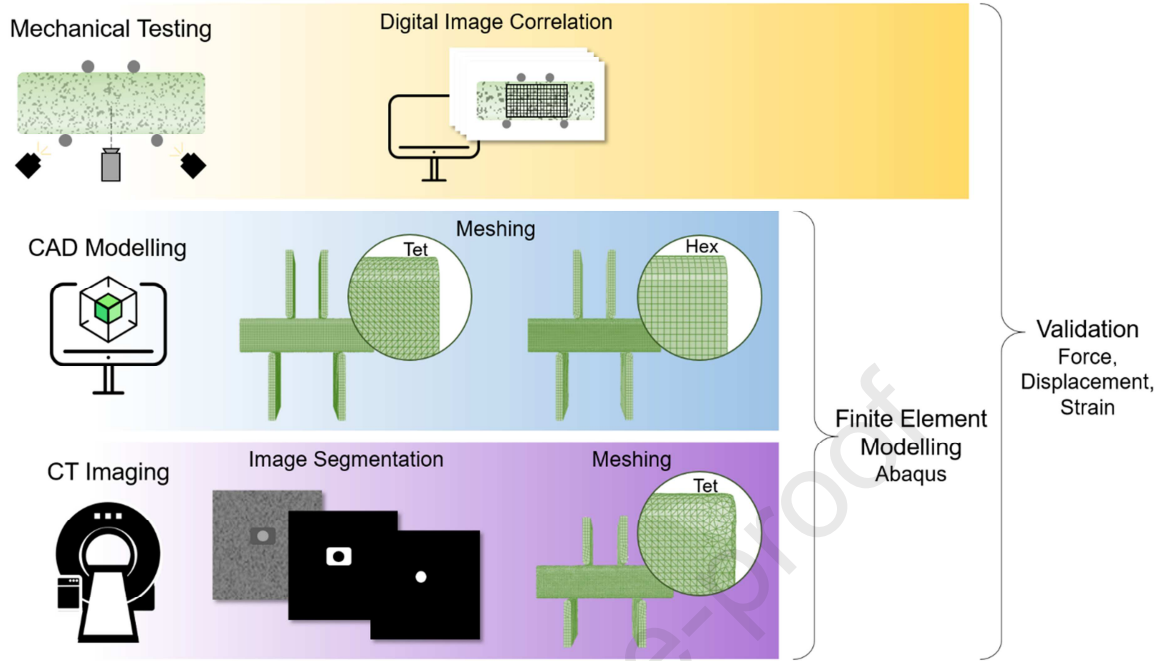 Mechanical Testing
Digital Image Correlation
CAD Modelling
Meshing
Tet
Hex
CT Imaging
Image Segmentation
Meshing
Tet
Finite Element
Modelling
Abaqus
Validation
Force,
Displacement,
Strain
e-proof